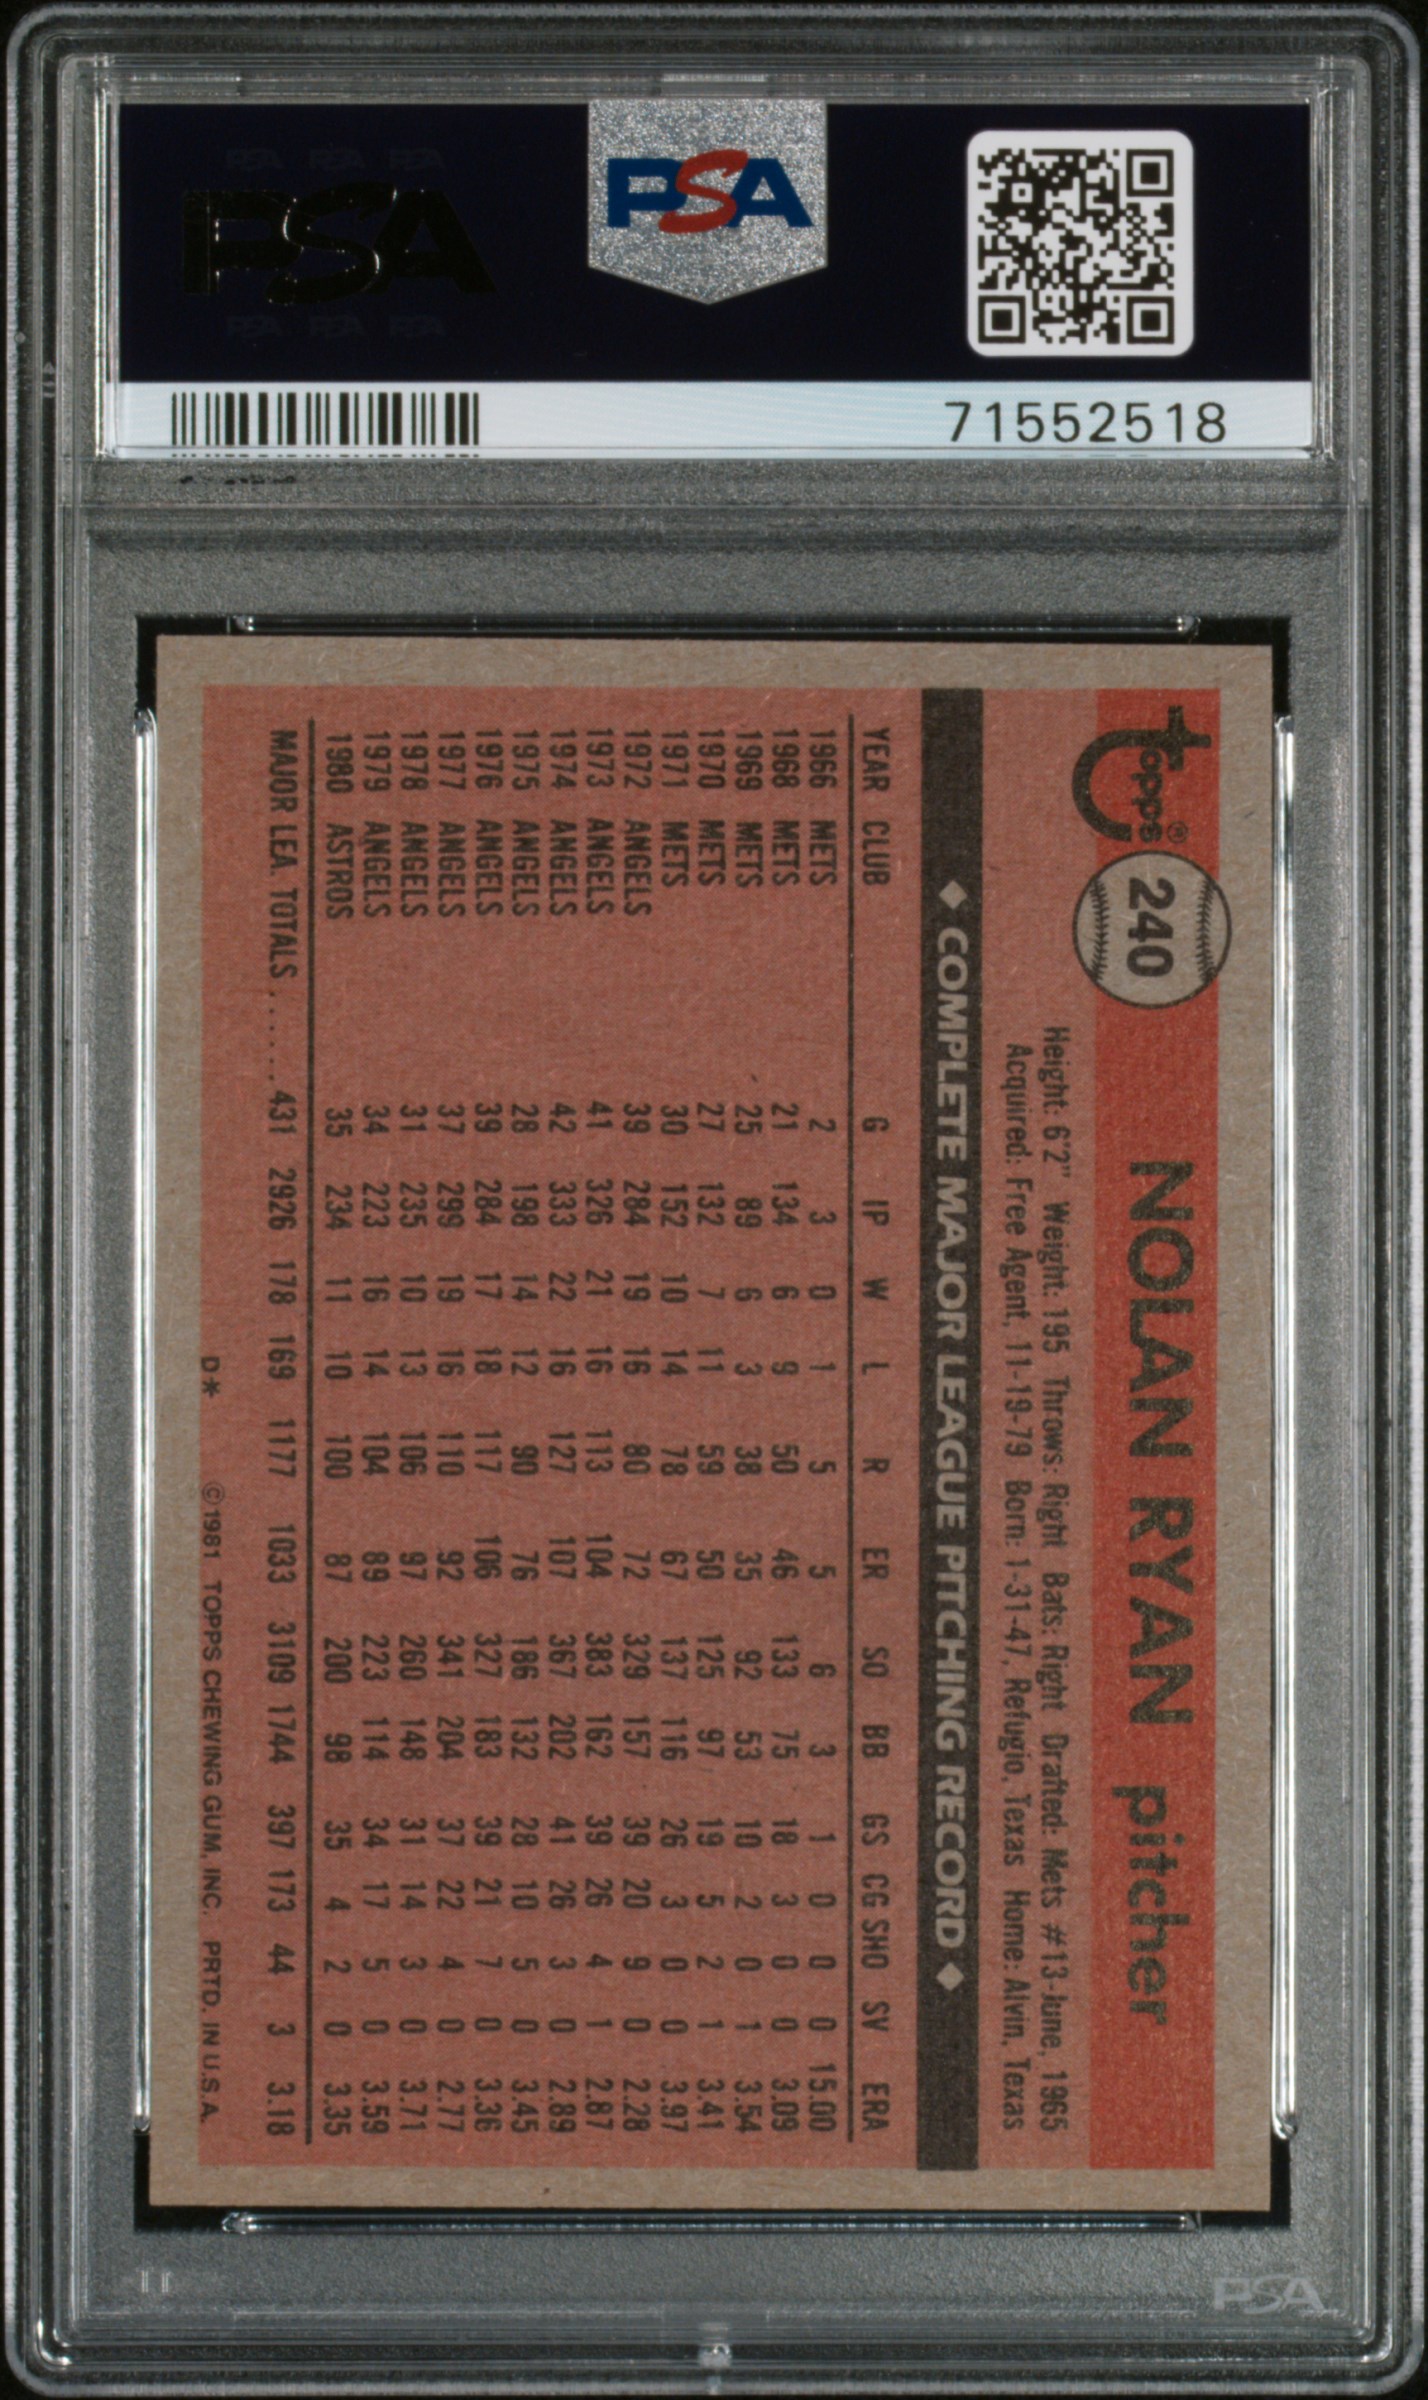 PSA PSA PSA
PSA
PSA PSA PSA
PSA
71552518
Topps®
240
NOLAN RYAN pitcher
Height: 6'2" Weight: 195 Throws: Right Bats: Right Drafted: Mets #13-June, 1965
Acquired: Free Agent, 11-19-79 Born: 1-31-47, Refugio, Texas Home: Alvin, Texas
◆ COMPLETE MAJOR LEAGUE PITCHING RECORD ◆
YEAR CLUB G IP W L R ER SO BB GS CG SHO SV ERA
1966 METS 2 3 0 1 5 5 6 3 1 0 0 0 15.00
1968 METS 21 134 6 9 50 46 133 75 18 3 0 0 3.09
1969 METS 25 89 6 3 38 35 92 53 10 2 0 1 3.54
1970 METS 27 132 7 11 59 50 125 97 19 5 2 1 3.41
1971 METS 30 152 10 14 78 67 137 116 26 3 0 0 3.97
1972 ANGELS 39 284 19 16 80 72 329 157 39 20 9 0 2.28
1973 ANGELS 41 326 21 16 113 104 383 162 39 26 4 1 2.87
1974 ANGELS 42 333 22 16 127 107 367 202 41 26 3 0 2.89
1975 ANGELS 28 198 14 12 90 76 186 132 28 10 5 0 3.45
1976 ANGELS 39 284 17 18 117 106 327 183 39 21 7 0 3.36
1977 ANGELS 37 299 19 16 110 92 341 204 37 22 4 0 2.77
1978 ANGELS 31 235 10 13 106 97 260 148 31 14 3 0 3.71
1979 ANGELS 34 223 16 14 104 89 223 114 34 17 5 0 3.59
1980 ASTROS 35 234 11 10 100 87 200 98 35 4 2 0 3.35
MAJOR LEA. TOTALS ...... 431 2926 178 169 1177 1033 3109 1744 397 173 44 3 3.18
D* ©1981 TOPPS CHEWING GUM, INC. PRTD. IN U.S.A.
PSA